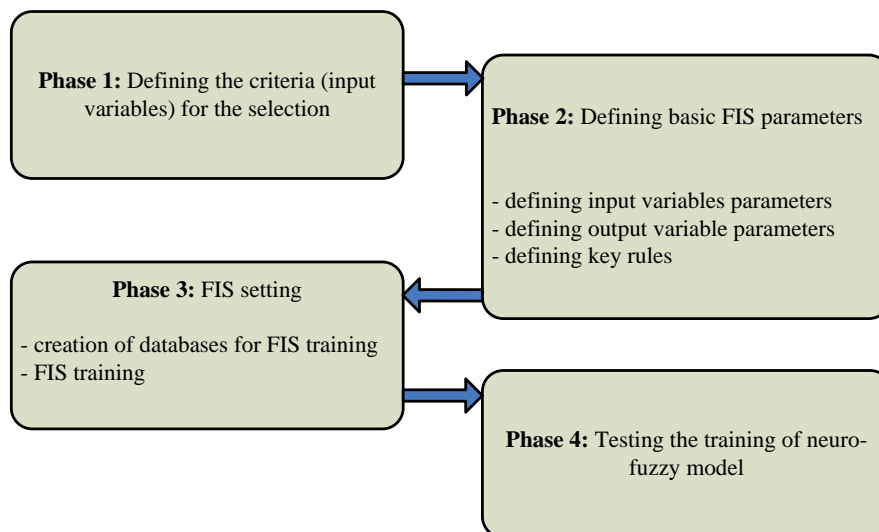 Phase 1: Defining the criteria (input
variables) for the selection
Phase 2: Defining basic FIS parameters
- defining input variables parameters
- defining output variable parameters
- defining key rules
Phase 3: FIS setting
- creation of databases for FIS training
- FIS training
Phase 4: Testing the training of neuro-
fuzzy model